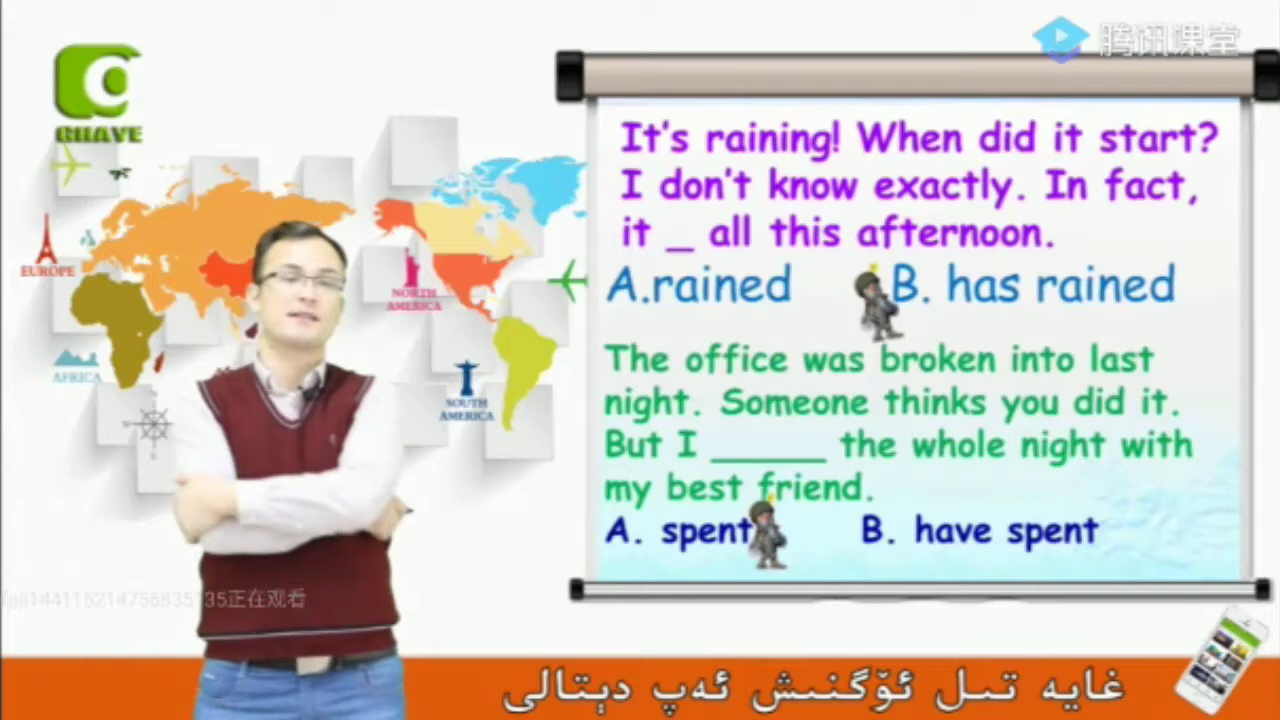 腾讯课堂
GHAVE
It's raining! When did it start?
I don't know exactly. In fact,
it _ all this afternoon.
A.rained B. has rained
The office was broken into last
night. Someone thinks you did it.
But I _____ the whole night with
my best friend.
A. spent B. have spent
EUROPE
NORTH
AMERICA
AFRICA
SOUTH
AMERICA
正在观看
غايە تىل ئۆگىنىش ئەپ دېتالى